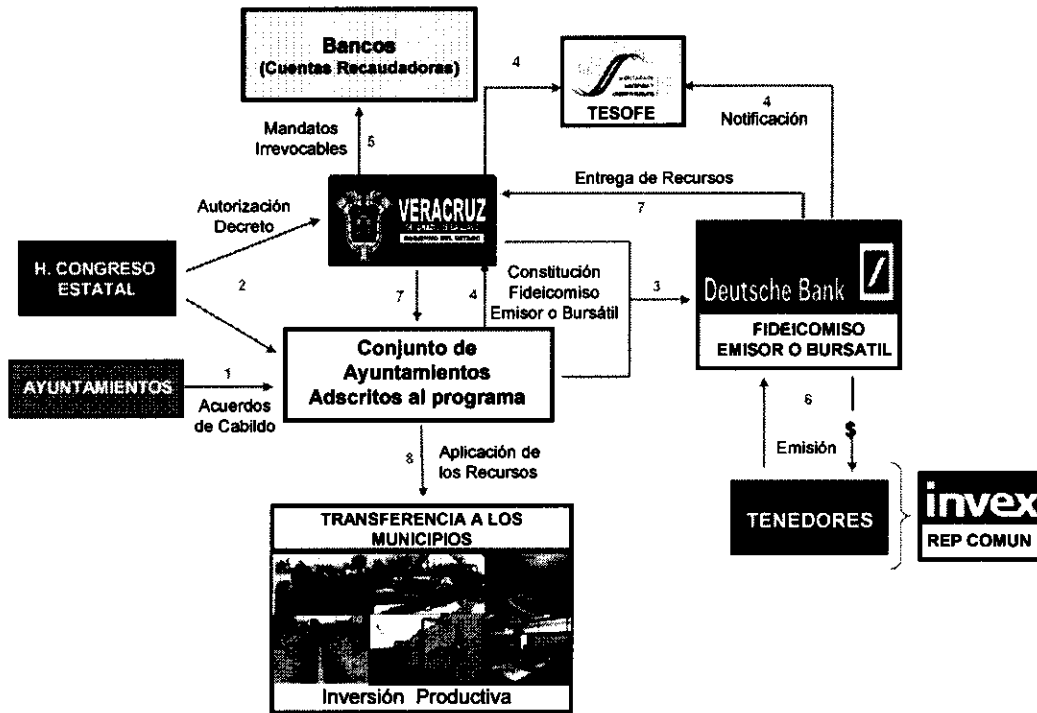 Bancos
(Cuentas Recaudadoras)
4
TESOFE
4
Notificación
Mandatos
Irrevocables
5
Entrega de Recursos
7
Autorización
Decreto
VERACRUZ
GOBIERNO DEL ESTADO
H. CONGRESO
ESTATAL
2
7
4
Constitución
Fideicomiso
Emisor o Bursátil
3
Deutsche Bank
FIDEICOMISO
EMISOR O BURSATIL
Conjunto de
Ayuntamientos
Adscritos al programa
AYUNTAMIENTOS
1
Acuerdos
de Cabildo
6
$
Emisión
8
Aplicación de
los Recursos
TENEDORES
invex
REP COMUN
TRANSFERENCIA A LOS
MUNICIPIOS
Inversión Productiva